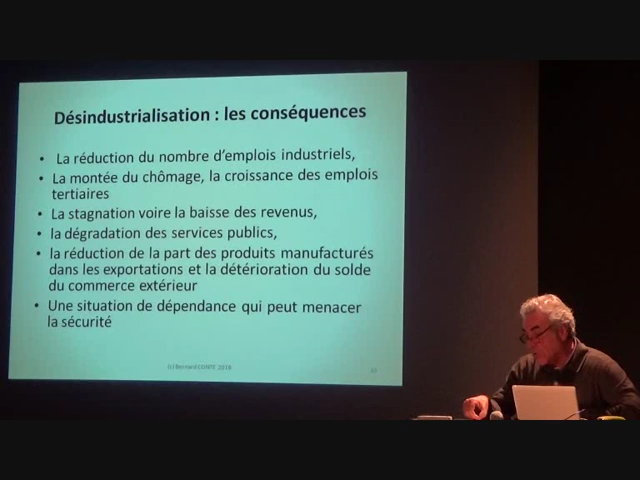 Désindustrialisation : les conséquences
• La réduction du nombre d'emplois industriels,
• La montée du chômage, la croissance des emplois
tertiaires
• La stagnation voire la baisse des revenus,
• la dégradation des services publics,
• la réduction de la part des produits manufacturés
dans les exportations et la détérioration du solde
du commerce extérieur
• Une situation de dépendance qui peut menacer
la sécurité
(c) Bernard CONTE 2016